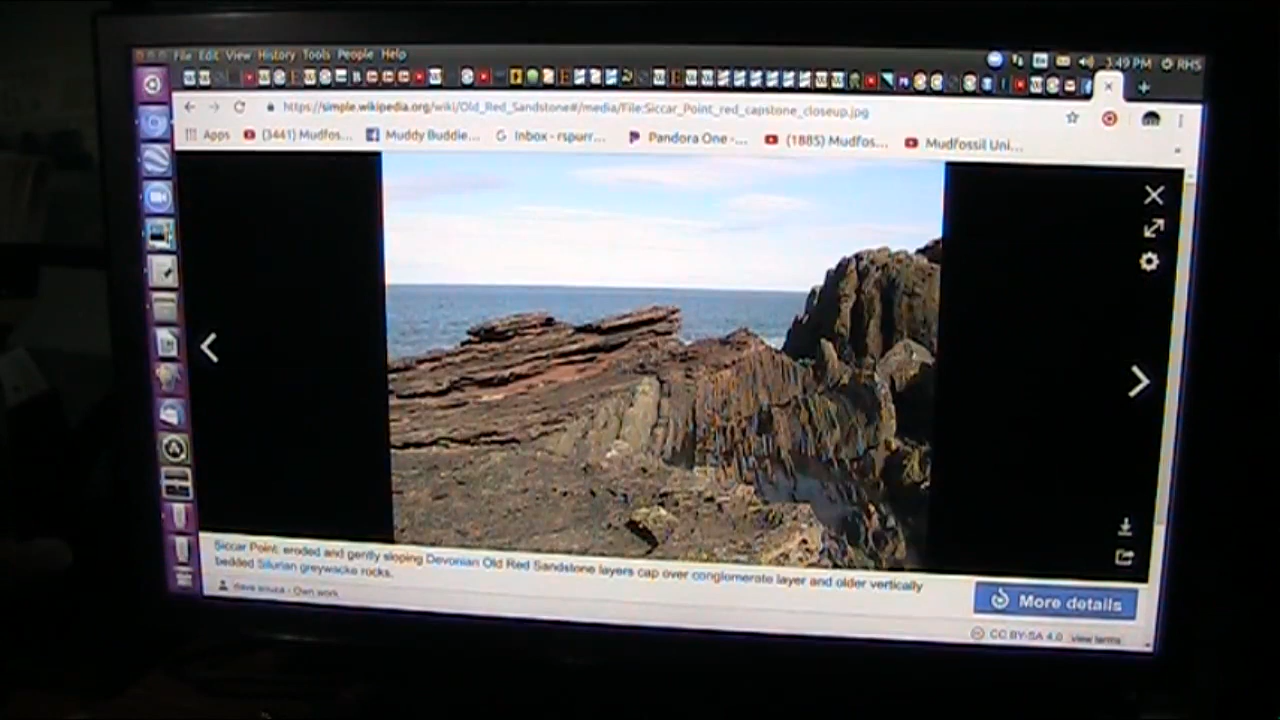 File Edit View History Tools People Help
3:49 PM RHS
https://simple.wikipedia.org/wiki/Old_Red_Sandstone#/media/File:Siccar_Point_red_capstone_closeup.jpg
Apps (3441) Mudfos... Muddy Buddie... Inbox - rspurr... Pandora One -... (1885) Mudfos... Mudfossil Uni...
Siccar Point: eroded and gently sloping Devonian Old Red Sandstone layers cap over conglomerate layer and older vertically
bedded Silurian greywacke rocks.
More details
dave souza - Own work
CC BY-SA 4.0 view terms